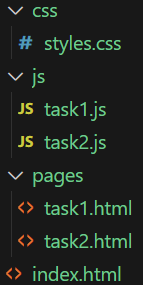 css
# styles.css
js
JS task1.js
JS task2.js
pages
<> task1.html
<> task2.html
<> index.html